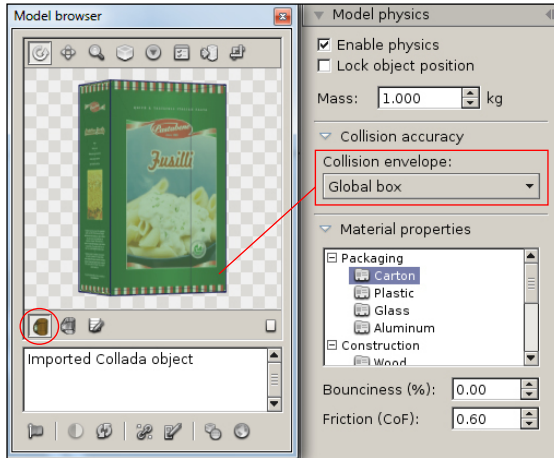 Model browser
Fusilli
Imported Collada object
Model physics
Enable physics
Lock object position
Mass: 1.000 kg
Collision accuracy
Collision envelope:
Global box
Material properties
Packaging
Carton
Plastic
Glass
Aluminum
Construction
Wood
Bounciness (%): 0.00
Friction (CoF): 0.60